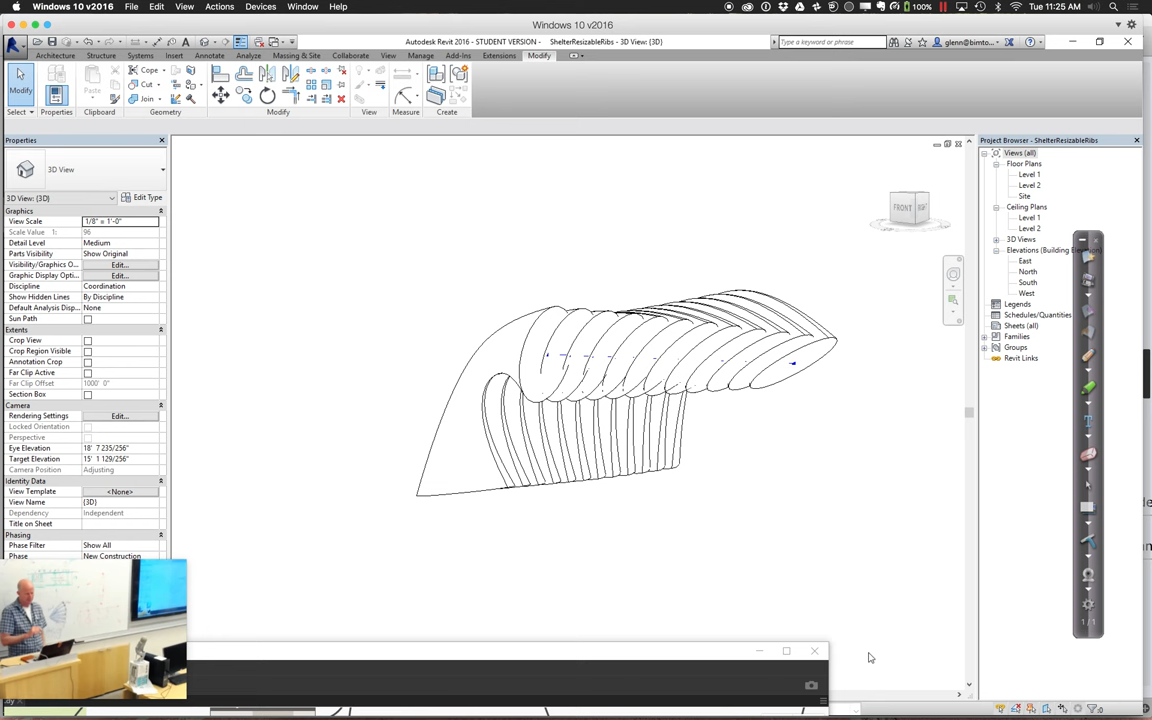 Windows 10 v2016 File Edit View Actions Devices Window Help 100% Tue 11:25 AM
Windows 10 v2016
Autodesk Revit 2016 - STUDENT VERSION - ShelterResizableRibs - 3D View: {3D} Type a keyword or phrase glenn@bimto...
Architecture Structure Systems Insert Annotate Analyze Massing & Site Collaborate View Manage Add-Ins Extensions Modify
Modify Properties Paste Cope Cut Join
Select Properties Clipboard Geometry Modify View Measure Create
Properties
3D View
3D View: {3D} Edit Type
Graphics
View Scale 1/8" = 1'-0"
Scale Value 1: 96
Detail Level Medium
Parts Visibility Show Original
Visibility/Graphics O... Edit...
Graphic Display Opti... Edit...
Discipline Coordination
Show Hidden Lines By Discipline
Default Analysis Disp... None
Sun Path
Extents
Crop View
Crop Region Visible
Annotation Crop
Far Clip Active
Far Clip Offset 1000' 0"
Section Box
Camera
Rendering Settings Edit...
Locked Orientation
Perspective
Eye Elevation 18' 7 235/256"
Target Elevation 15' 1 129/256"
Camera Position Adjusting
Identity Data
View Template <None>
View Name {3D}
Dependency Independent
Title on Sheet
Phasing
Phase Filter Show All
Phase New Construction
FRONT
Project Browser - ShelterResizableRibs
Views (all)
Floor Plans
Level 1
Level 2
Site
Ceiling Plans
Level 1
Level 2
3D Views
Elevations (Building Elevation)
East
North
South
West
Legends
Schedules/Quantities
Sheets (all)
Families
Groups
Revit Links
1 / 1
:0